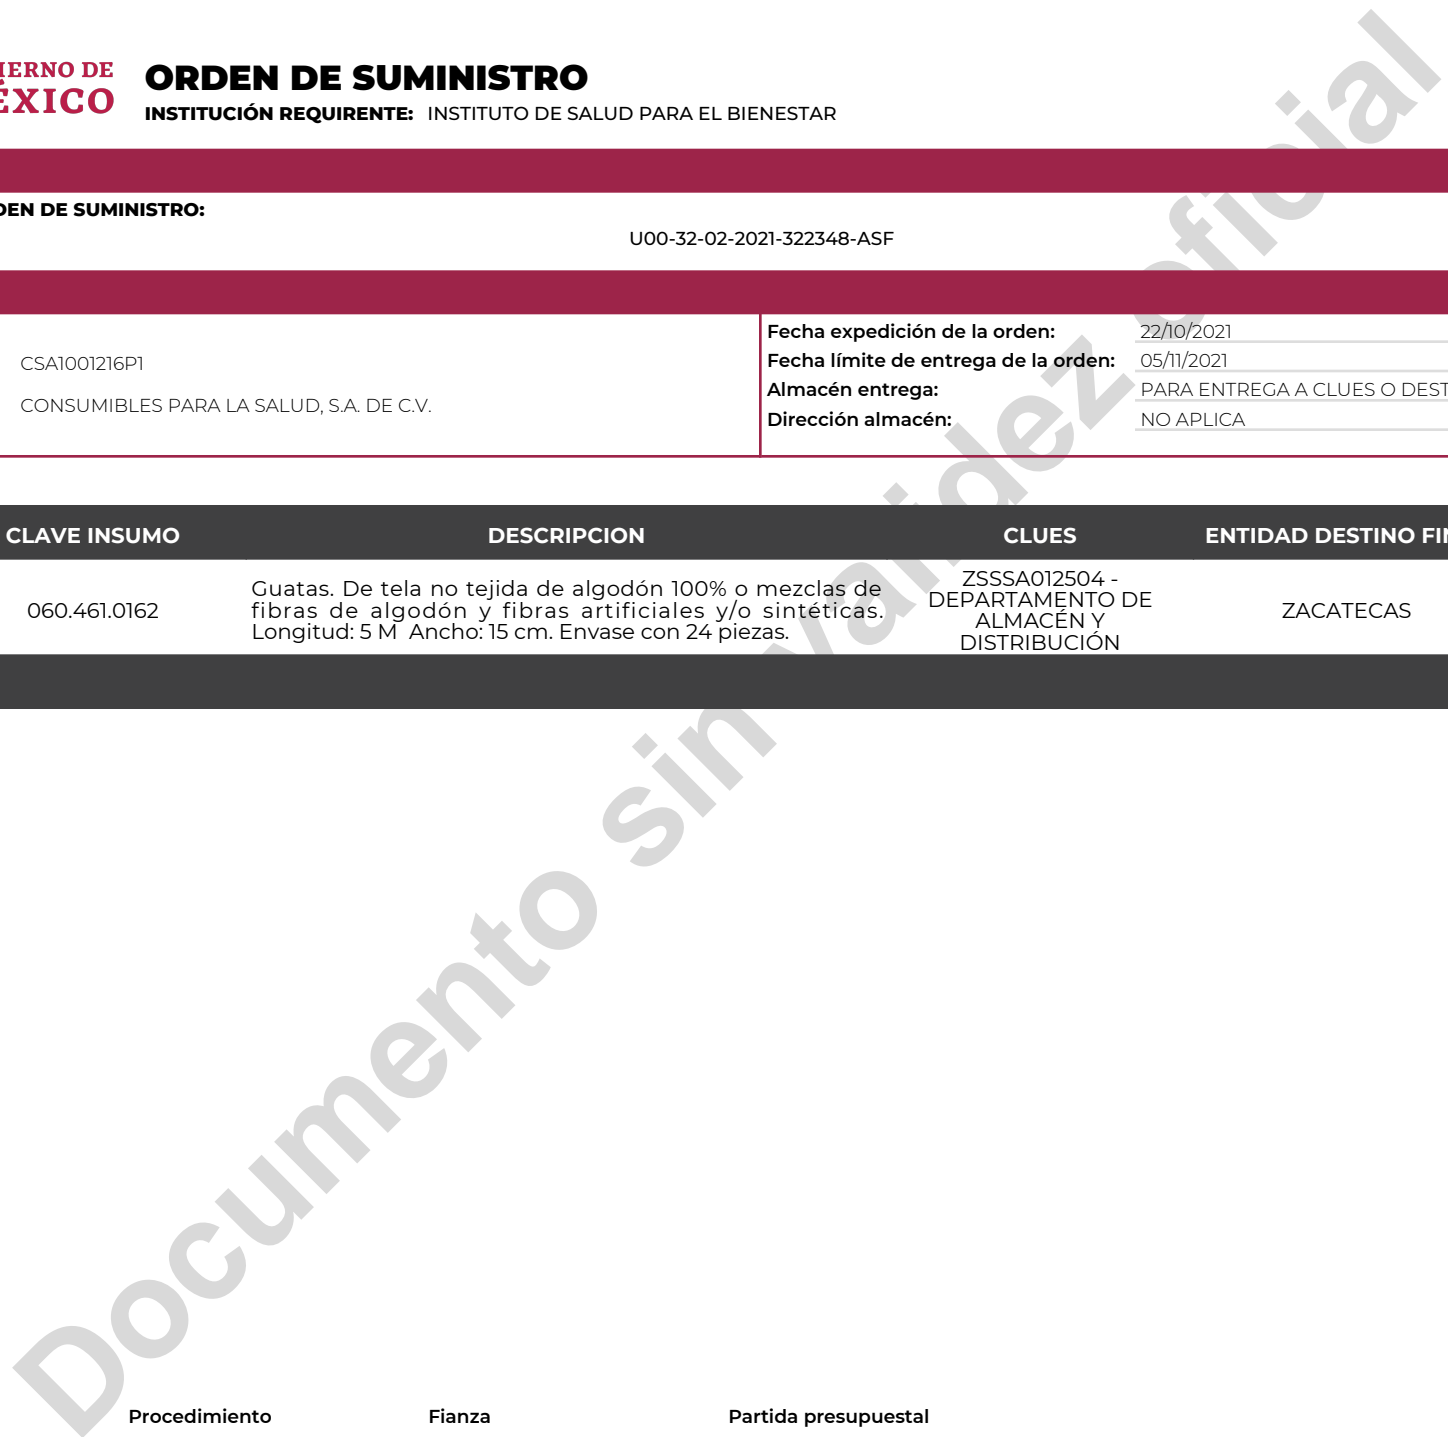 IERNO DE
ÉXICO
ORDEN DE SUMINISTRO
INSTITUCIÓN REQUIRENTE: INSTITUTO DE SALUD PARA EL BIENESTAR
DEN DE SUMINISTRO:
U00-32-02-2021-322348-ASF
CSA1001216P1
CONSUMIBLES PARA LA SALUD, S.A. DE C.V.
Fecha expedición de la orden: 22/10/2021
Fecha límite de entrega de la orden: 05/11/2021
Almacén entrega: PARA ENTREGA A CLUES O DEST
Dirección almacén: NO APLICA
CLAVE INSUMO DESCRIPCION CLUES ENTIDAD DESTINO FIN
060.461.0162
Guatas. De tela no tejida de algodón 100% o mezclas de
fibras de algodón y fibras artificiales y/o sintéticas.
Longitud: 5 M Ancho: 15 cm. Envase con 24 piezas.
ZSSSA012504 -
DEPARTAMENTO DE
ALMACÉN Y
DISTRIBUCIÓN
ZACATECAS
Documento sin validez oficial
Procedimiento Fianza Partida presupuestal